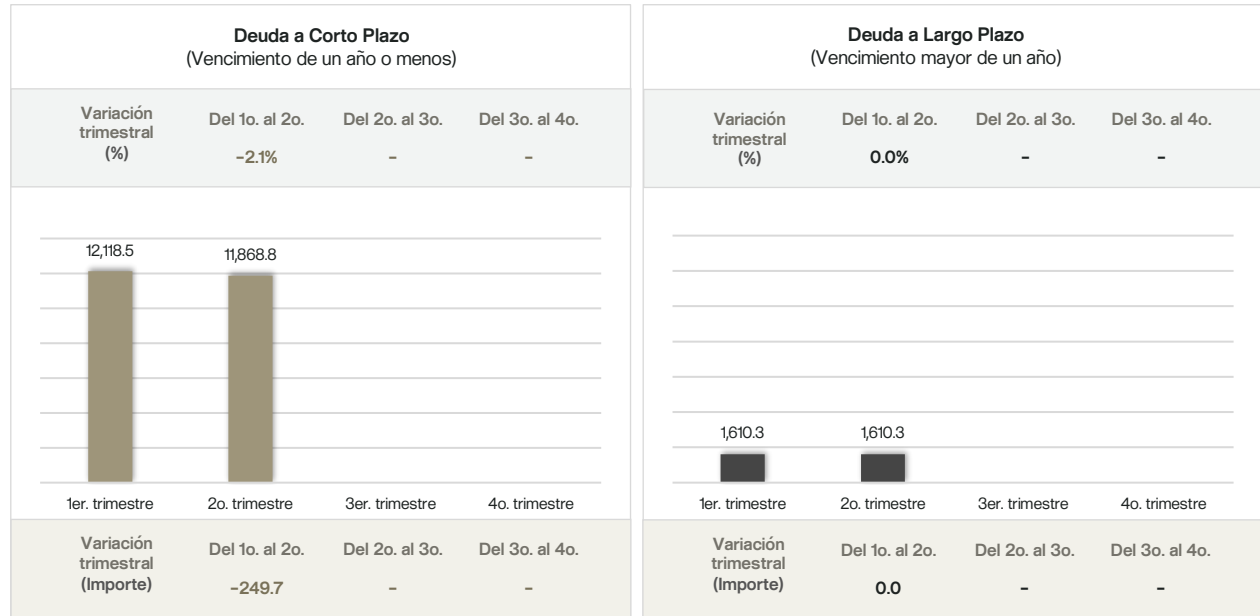 Deuda a Corto Plazo
(Vencimiento de un año o menos)
Variación
trimestral
(%)
Del 1o. al 2o. Del 2o. al 3o. Del 3o. al 4o.
-2.1% - -
12,118.5 11,868.8
1er. trimestre 2o. trimestre 3er. trimestre 4o. trimestre
Variación
trimestral
(Importe)
Del 1o. al 2o. Del 2o. al 3o. Del 3o. al 4o.
-249.7 - -
Deuda a Largo Plazo
(Vencimiento mayor de un año)
Variación
trimestral
(%)
Del 1o. al 2o. Del 2o. al 3o. Del 3o. al 4o.
0.0% - -
1,610.3 1,610.3
1er. trimestre 2o. trimestre 3er. trimestre 4o. trimestre
Variación
trimestral
(Importe)
Del 1o. al 2o. Del 2o. al 3o. Del 3o. al 4o.
0.0 - -